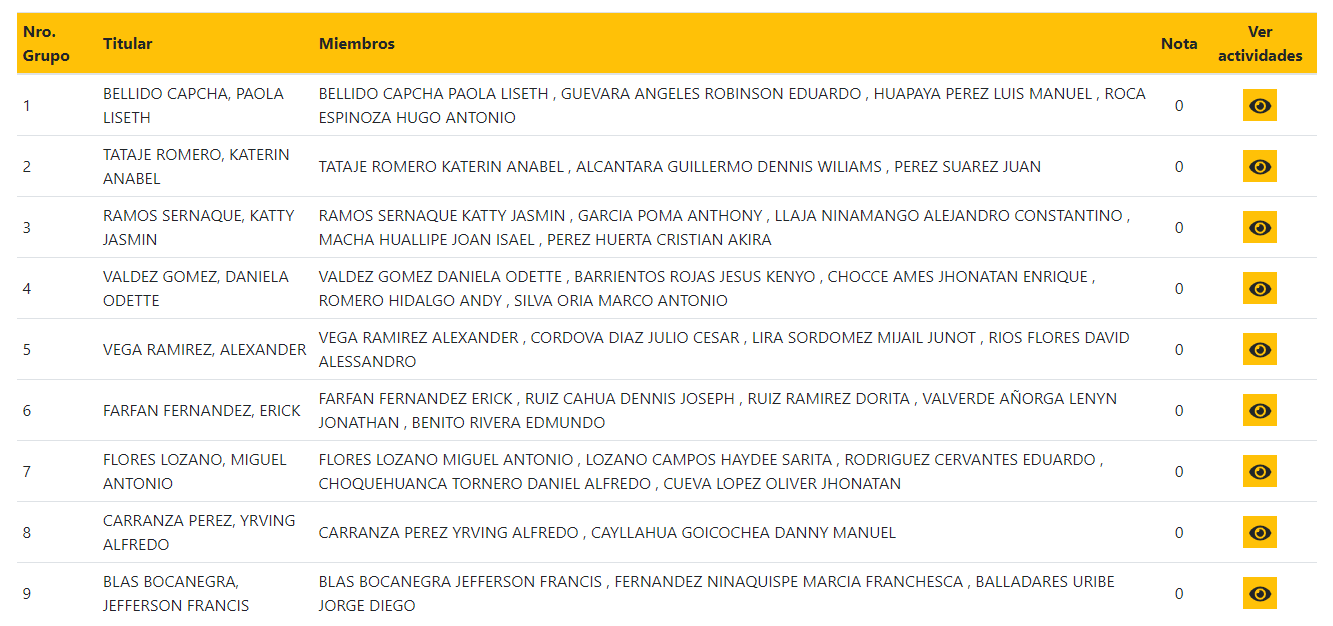 Nro. Grupo Titular Miembros Nota Ver actividades
1 BELLIDO CAPCHA, PAOLA LISETH BELLIDO CAPCHA PAOLA LISETH , GUEVARA ANGELES ROBINSON EDUARDO , HUAPAYA PEREZ LUIS MANUEL , ROCA ESPINOZA HUGO ANTONIO 0
2 TATAJE ROMERO, KATERIN ANABEL TATAJE ROMERO KATERIN ANABEL , ALCANTARA GUILLERMO DENNIS WILIAMS , PEREZ SUAREZ JUAN 0
3 RAMOS SERNAQUE, KATTY JASMIN RAMOS SERNAQUE KATTY JASMIN , GARCIA POMA ANTHONY , LLAJA NINAMANGO ALEJANDRO CONSTANTINO , MACHA HUALLIPE JOAN ISAEL , PEREZ HUERTA CRISTIAN AKIRA 0
4 VALDEZ GOMEZ, DANIELA ODETTE VALDEZ GOMEZ DANIELA ODETTE , BARRIENTOS ROJAS JESUS KENYO , CHOCCE AMES JHONATAN ENRIQUE , ROMERO HIDALGO ANDY , SILVA ORIA MARCO ANTONIO 0
5 VEGA RAMIREZ, ALEXANDER VEGA RAMIREZ ALEXANDER , CORDOVA DIAZ JULIO CESAR , LIRA SORDOMEZ MIJAIL JUNOT , RIOS FLORES DAVID ALESSANDRO 0
6 FARFAN FERNANDEZ, ERICK FARFAN FERNANDEZ ERICK , RUIZ CAHUA DENNIS JOSEPH , RUIZ RAMIREZ DORITA , VALVERDE AÑORGA LENYN JONATHAN , BENITO RIVERA EDMUNDO 0
7 FLORES LOZANO, MIGUEL ANTONIO FLORES LOZANO MIGUEL ANTONIO , LOZANO CAMPOS HAYDEE SARITA , RODRIGUEZ CERVANTES EDUARDO , CHOQUEHUANCA TORNERO DANIEL ALFREDO , CUEVA LOPEZ OLIVER JHONATAN 0
8 CARRANZA PEREZ, YRVING ALFREDO CARRANZA PEREZ YRVING ALFREDO , CAYLLAHUA GOICOCHEA DANNY MANUEL 0
9 BLAS BOCANEGRA, JEFFERSON FRANCIS BLAS BOCANEGRA JEFFERSON FRANCIS , FERNANDEZ NINAQUISPE MARCIA FRANCHESCA , BALLADARES URIBE JORGE DIEGO 0